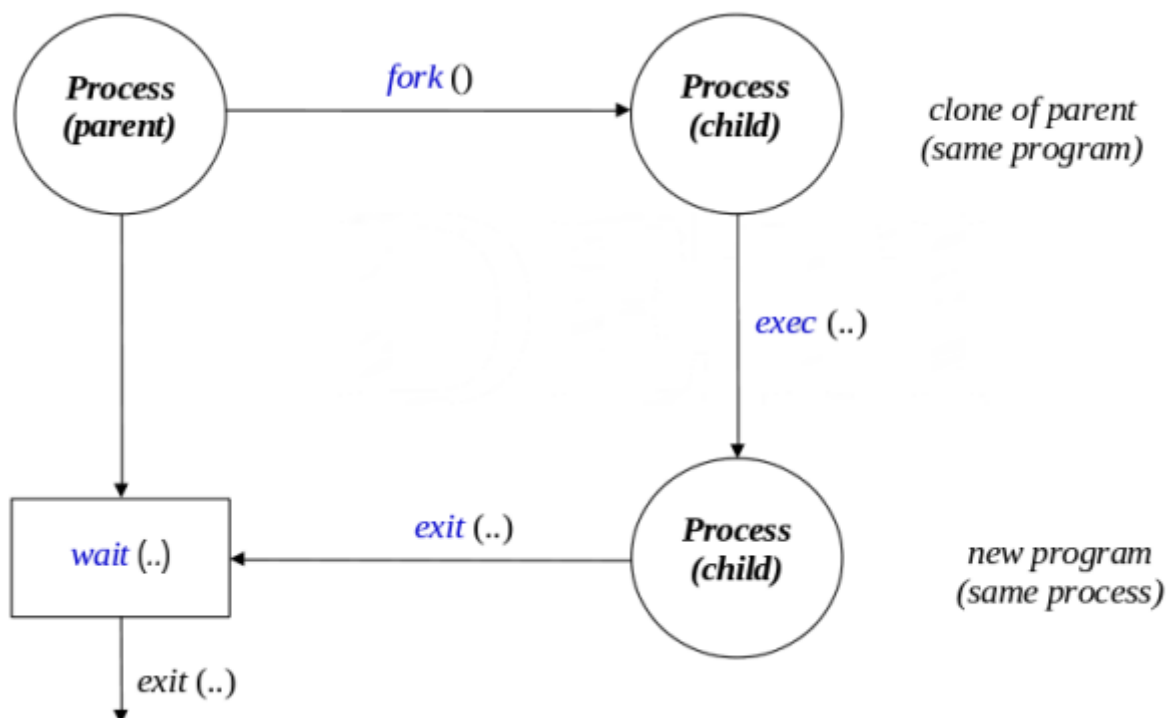 Process
(parent)
fork ()
Process
(child)
clone of parent
(same program)
exec (..)
wait (..)
exit (..)
Process
(child)
new program
(same process)
exit (..)